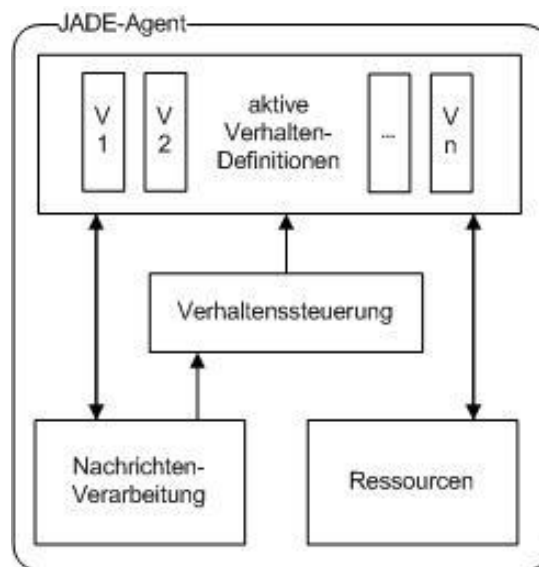 JADE-Agent
V
1
V
2
aktive
Verhalten-
Definitionen
...
V
n
Verhaltenssteuerung
Nachrichten-
Verarbeitung
Ressourcen